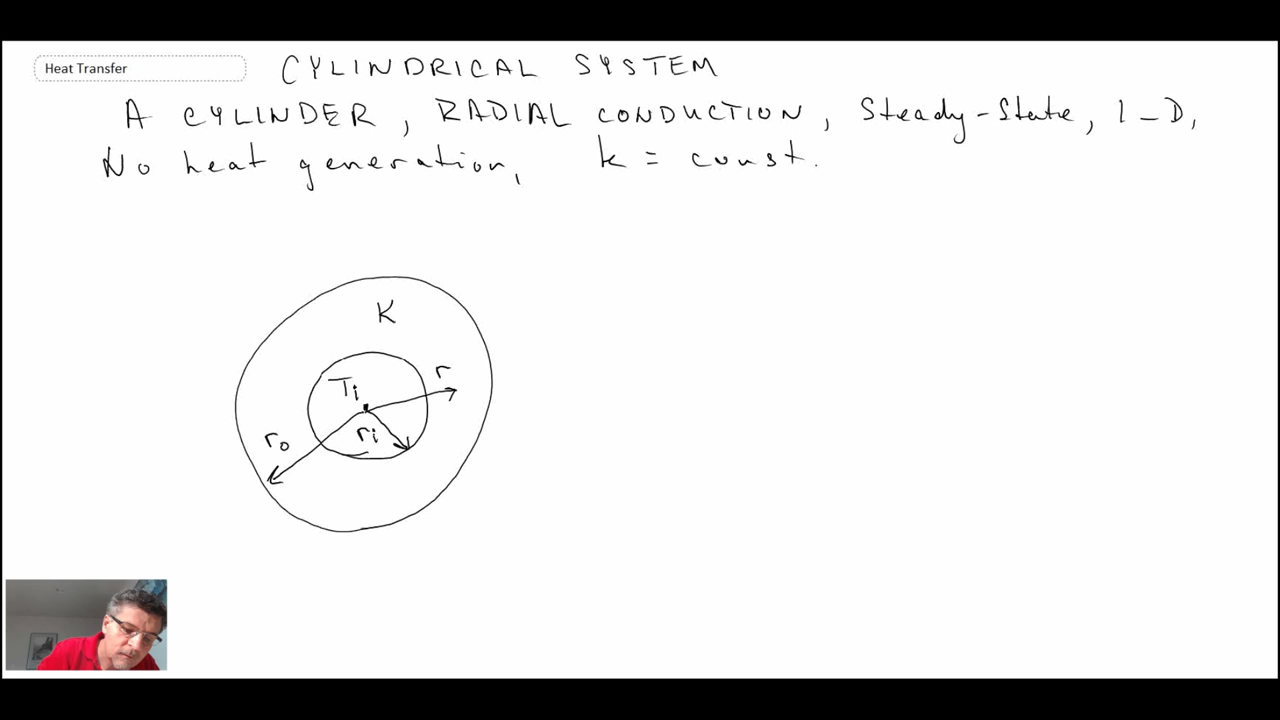 Heat Transfer
CYLINDRICAL SYSTEM
A CYLINDER, RADIAL CONDUCTION, Steady-State, 1-D,
No heat generation, k = const.
K
r
Ti
ro
ri